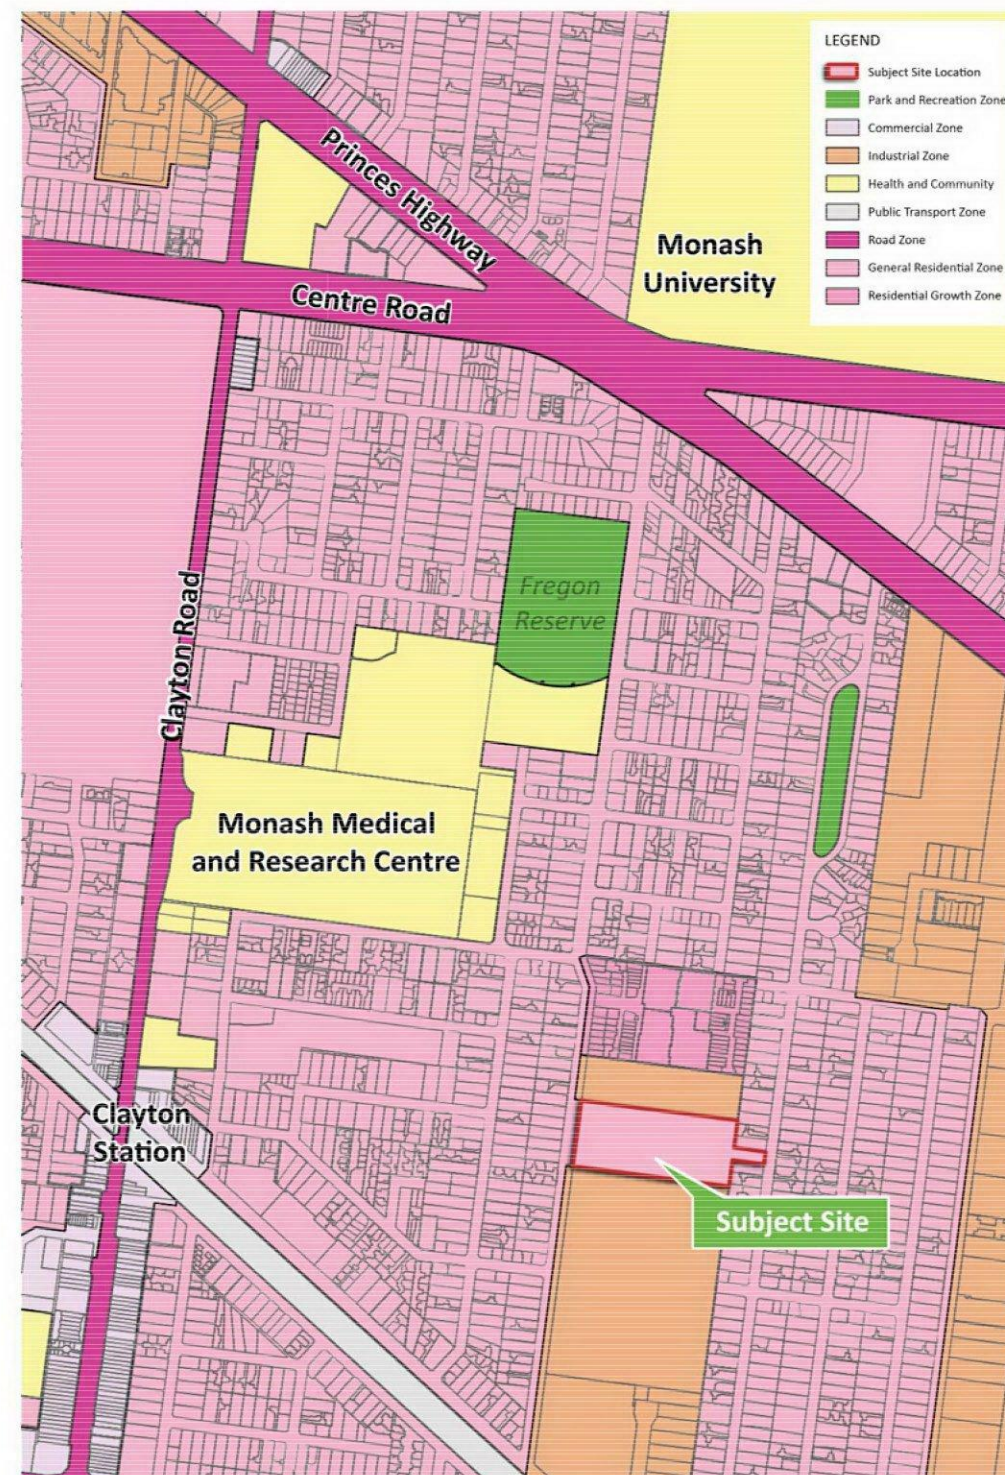 LEGEND
Subject Site Location
Park and Recreation Zone
Commercial Zone
Industrial Zone
Health and Community
Public Transport Zone
Road Zone
General Residential Zone
Residential Growth Zone
Princes Highway
Monash
University
Centre Road
Fregon
Reserve
Clayton Road
Monash Medical
and Research Centre
Clayton
Station
Subject Site